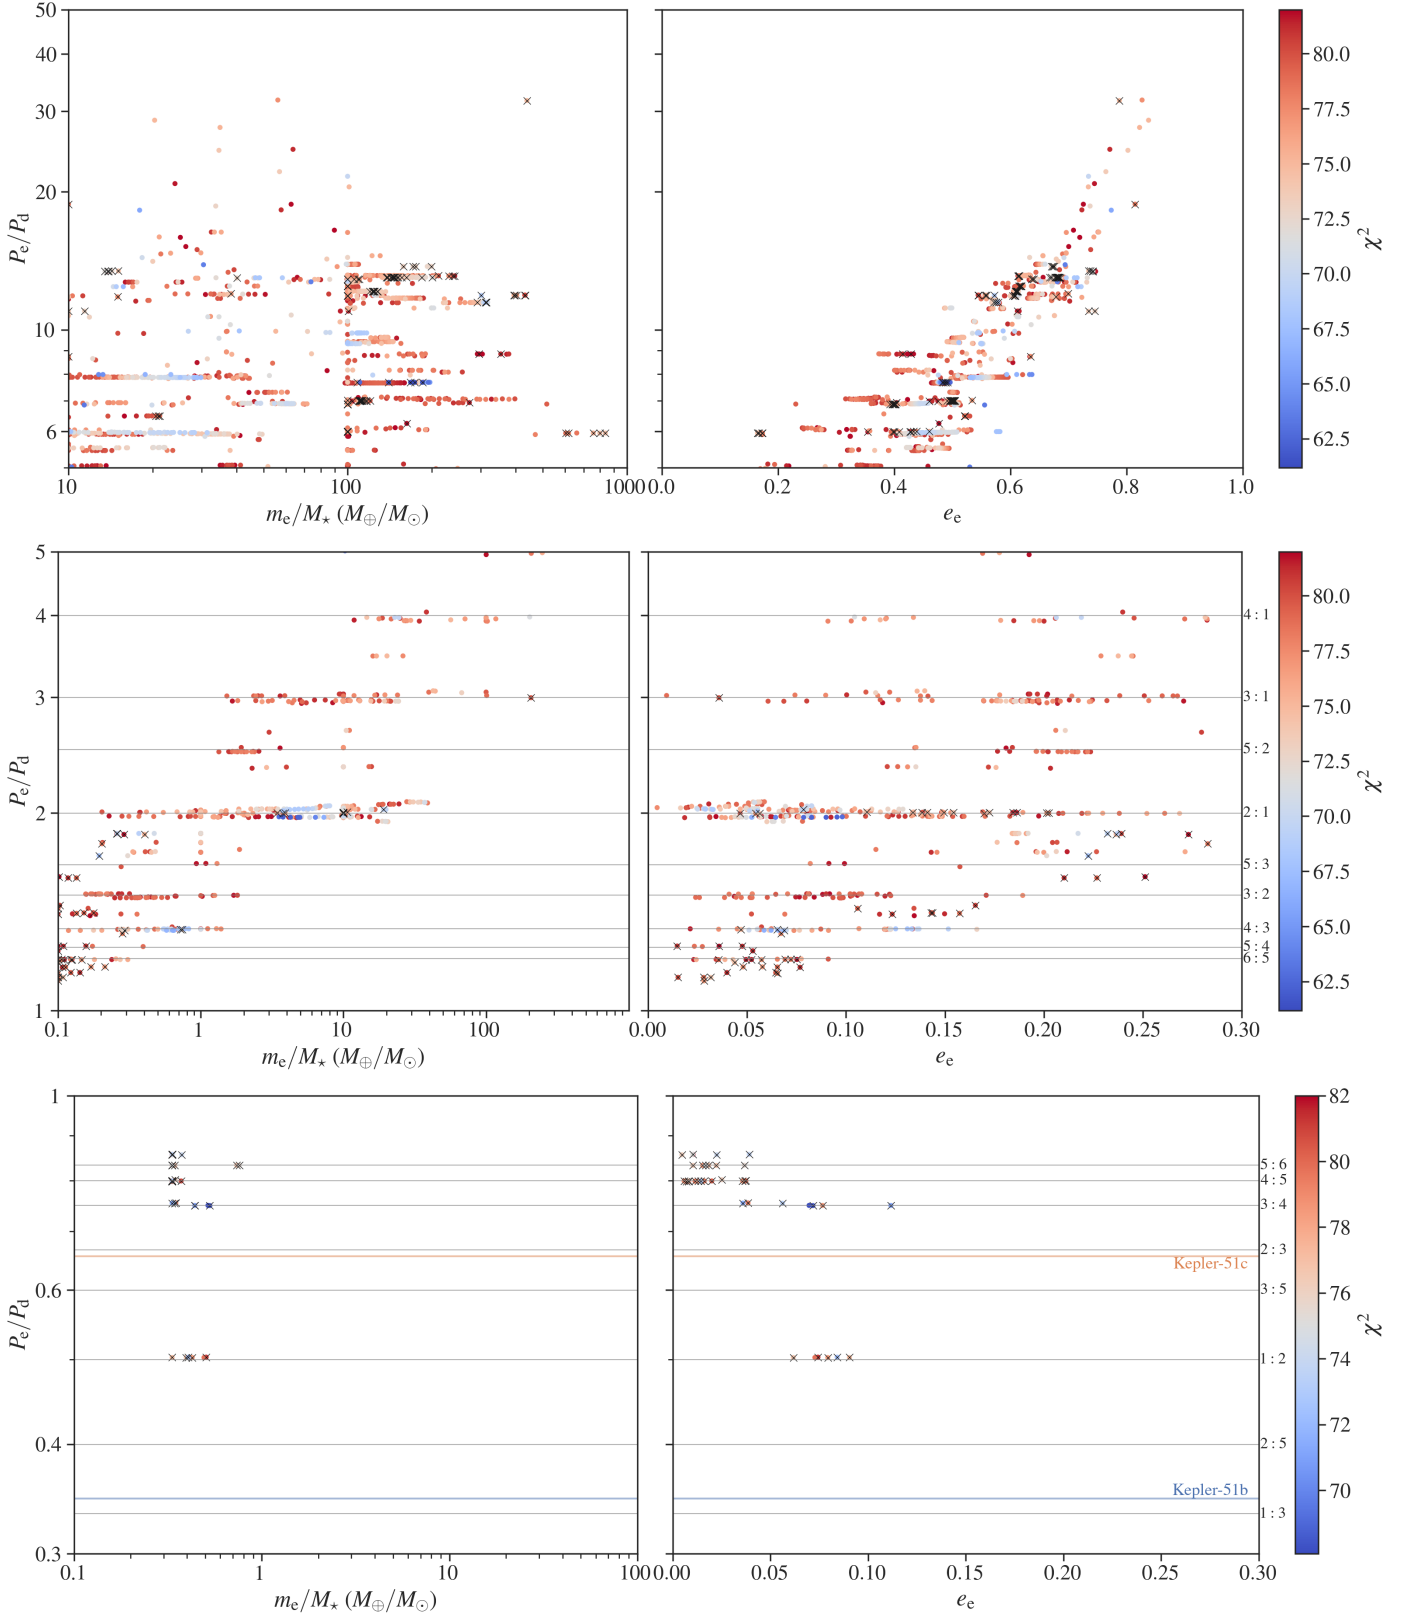 50
40
30
20
10
6
P_e/P_d
10
100
1000
m_e/M_⋆ (M_⊕/M_⊙)
0.0
0.2
0.4
0.6
0.8
1.0
e_e
80.0
77.5
75.0
72.5
70.0
67.5
65.0
62.5
χ²
5
4
3
2
1
P_e/P_d
0.1
1
10
100
m_e/M_⋆ (M_⊕/M_⊙)
4 : 1
3 : 1
5 : 2
2 : 1
5 : 3
3 : 2
4 : 3
5 : 4
6 : 5
0.00
0.05
0.10
0.15
0.20
0.25
0.30
e_e
80.0
77.5
75.0
72.5
70.0
67.5
65.0
62.5
χ²
1
0.6
0.4
0.3
P_e/P_d
0.1
1
10
100
m_e/M_⋆ (M_⊕/M_⊙)
5 : 6
4 : 5
3 : 4
2 : 3
Kepler-51c
3 : 5
1 : 2
2 : 5
Kepler-51b
1 : 3
0.00
0.05
0.10
0.15
0.20
0.25
0.30
e_e
82
80
78
76
74
72
70
χ²